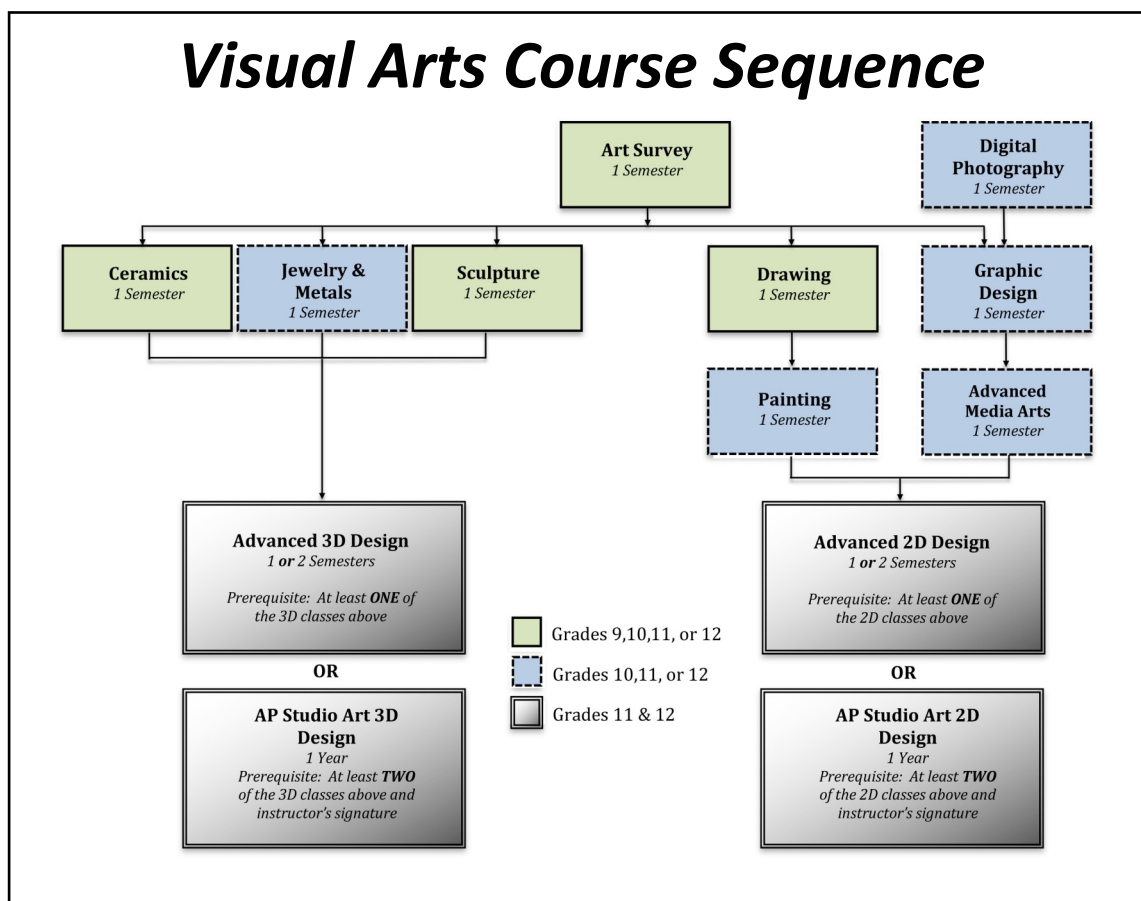 Visual Arts Course Sequence
Art Survey
1 Semester
Digital
Photography
1 Semester
Ceramics
1 Semester
Jewelry &
Metals
1 Semester
Sculpture
1 Semester
Drawing
1 Semester
Graphic
Design
1 Semester
Painting
1 Semester
Advanced
Media Arts
1 Semester
Advanced 3D Design
1 or 2 Semesters
Prerequisite: At least ONE of
the 3D classes above
OR
AP Studio Art 3D
Design
1 Year
Prerequisite: At least TWO
of the 3D classes above and
instructor's signature
Grades 9,10,11, or 12
Grades 10,11, or 12
Grades 11 & 12
Advanced 2D Design
1 or 2 Semesters
Prerequisite: At least ONE of
the 2D classes above
OR
AP Studio Art 2D
Design
1 Year
Prerequisite: At least TWO
of the 2D classes above and
instructor's signature